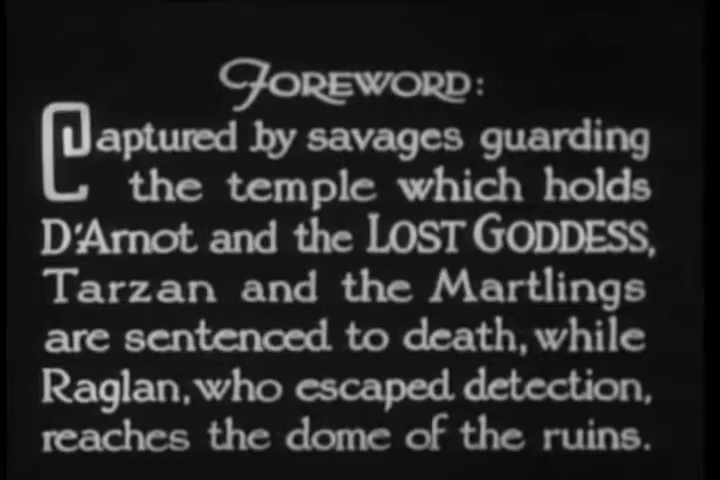 Foreword:
Captured by savages guarding
the temple which holds
D'Arnot and the LOST GODDESS,
Tarzan and the Martlings
are sentenced to death, while
Raglan, who escaped detection,
reaches the dome of the ruins.